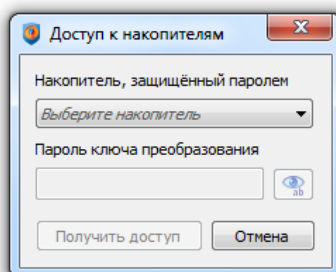 Доступ к накопителям
Накопитель, защищённый паролем
Выберите накопитель
Пароль ключа преобразования
ab
Получить доступ
Отмена